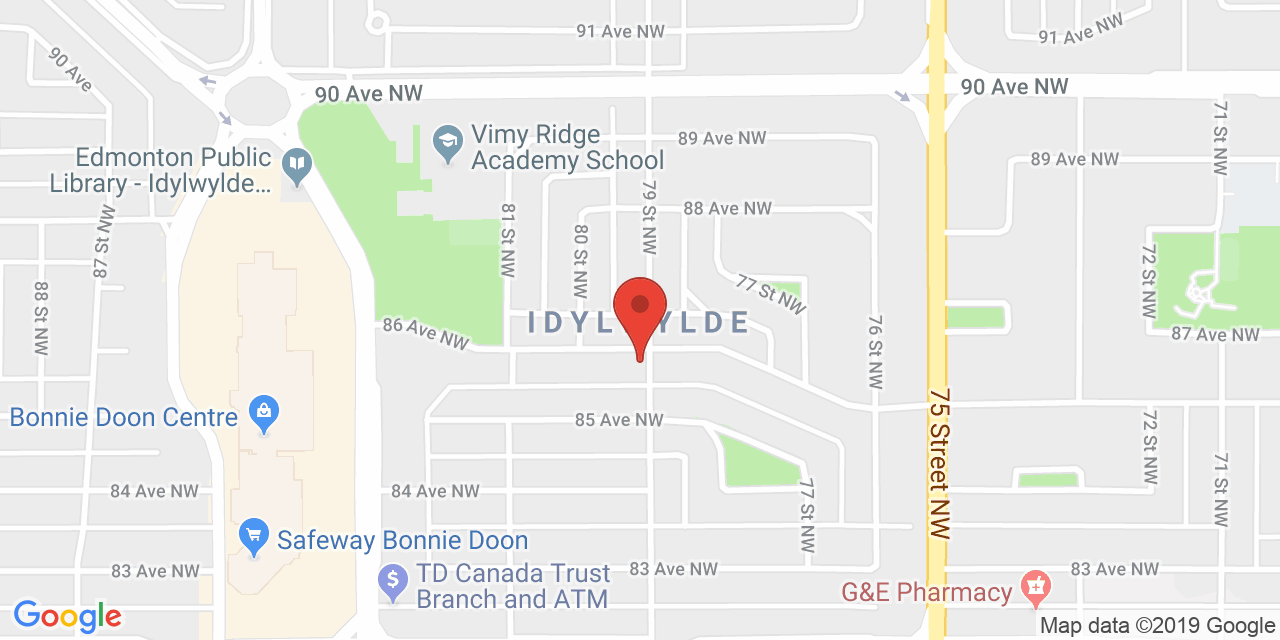 91 Ave NW
91 Ave NW
90 Ave
90 Ave NW
90 Ave NW
Vimy Ridge
Academy School
89 Ave NW
89 Ave NW
71 St NW
Edmonton Public
Library - Idylwylde...
79 St NW
88 Ave NW
81 St NW
80 St NW
87 St NW
88 St NW
77 St NW
72 St NW
IDYL YLDE
86 Ave NW
76 St NW
87 Ave NW
Bonnie Doon Centre
85 Ave NW
75 Street NW
72 St NW
71 St NW
84 Ave NW
84 Ave NW
77 St NW
Safeway Bonnie Doon
83 Ave NW
TD Canada Trust
Branch and ATM
83 Ave NW
83 Ave NW
G&E Pharmacy
Google
Map data ©2019 Google